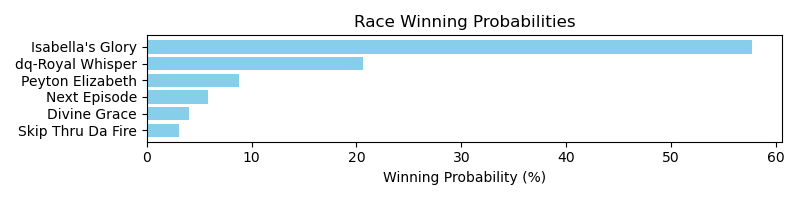 Race Winning Probabilities
Isabella's Glory
dq-Royal Whisper
Peyton Elizabeth
Next Episode
Divine Grace
Skip Thru Da Fire
0 10 20 30 40 50 60
Winning Probability (%)